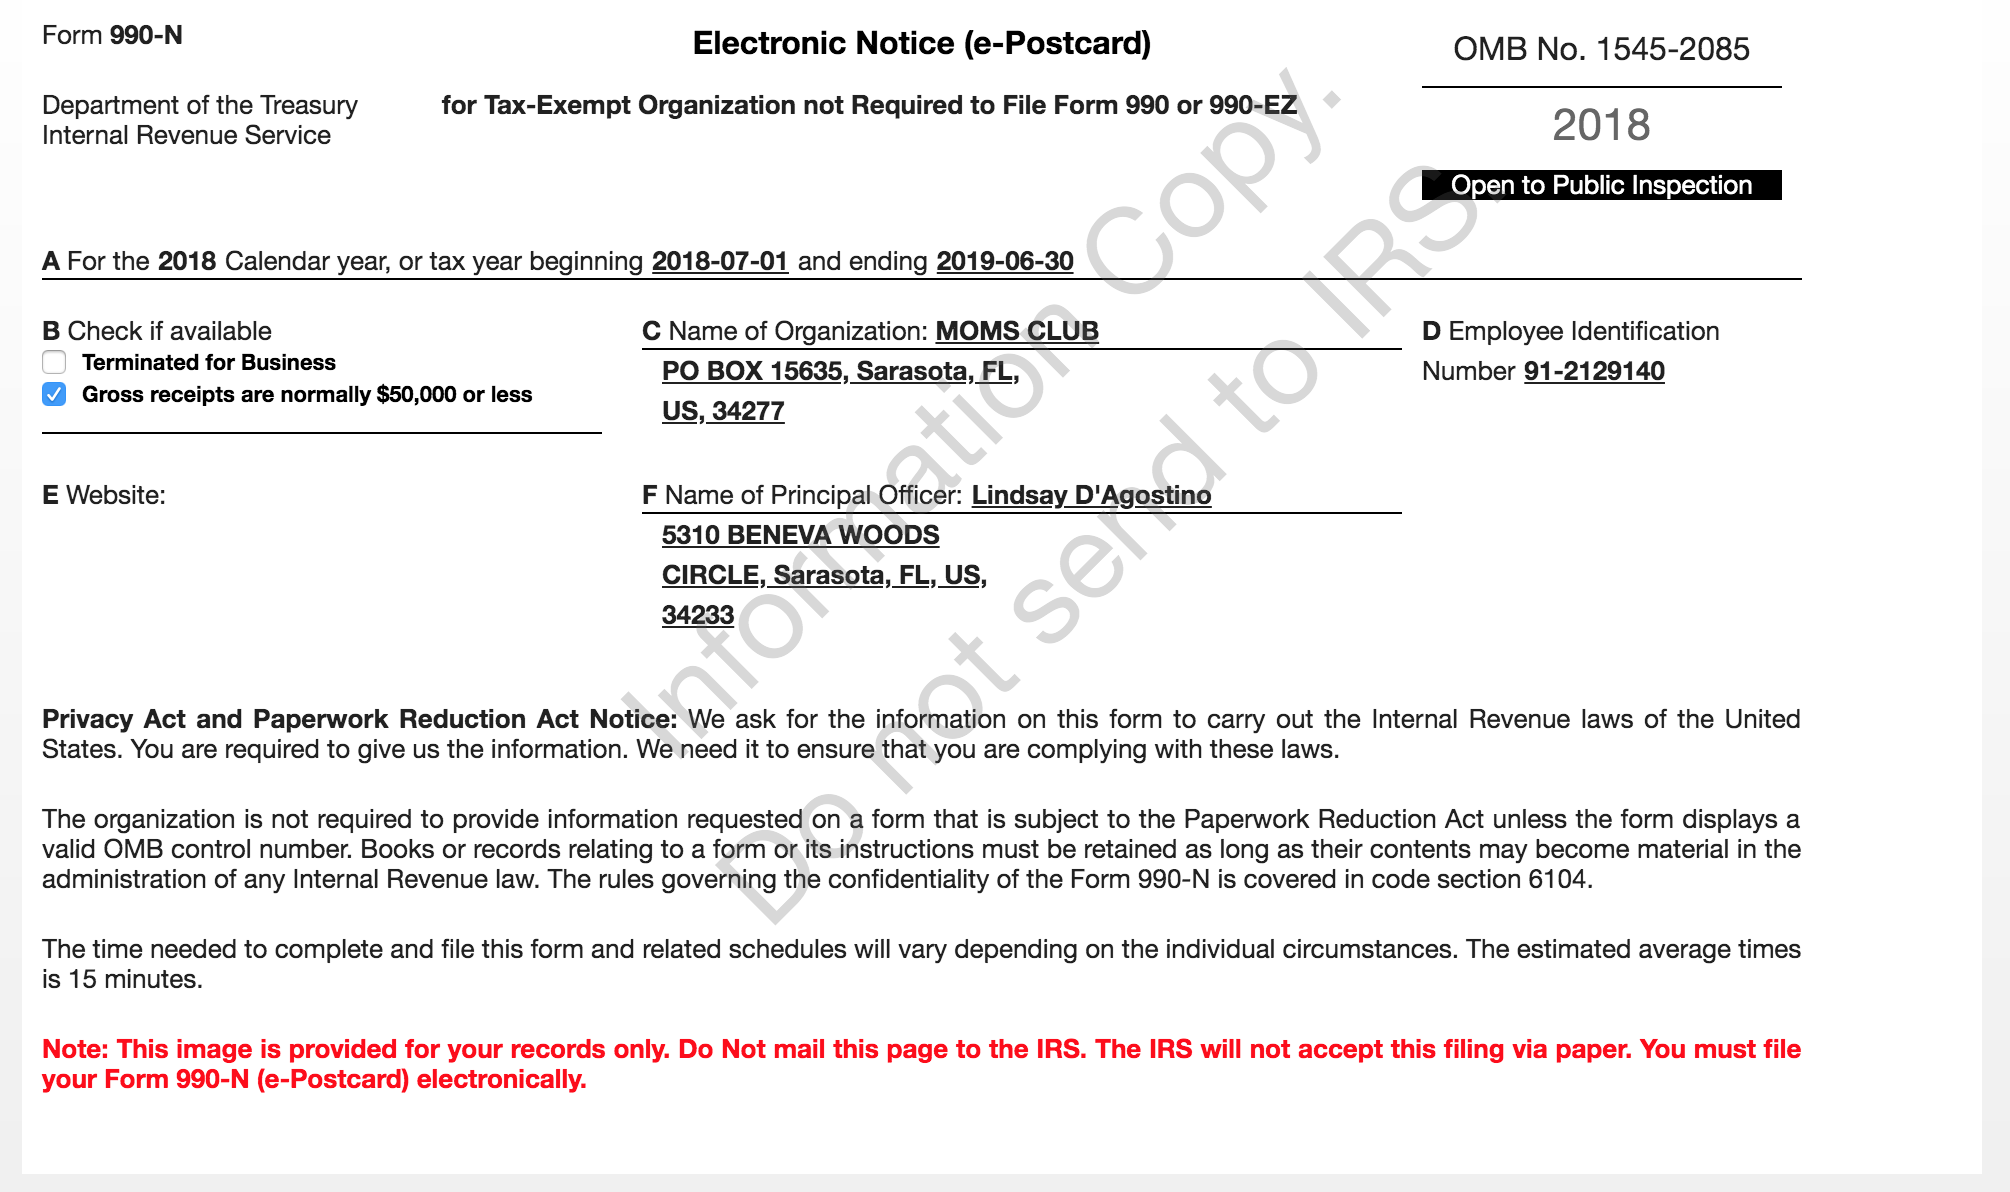 Form 990-N
Electronic Notice (e-Postcard)
OMB No. 1545-2085
Department of the Treasury
Internal Revenue Service
for Tax-Exempt Organization not Required to File Form 990 or 990-EZ
2018
Open to Public Inspection
A For the 2018 Calendar year, or tax year beginning 2018-07-01 and ending 2019-06-30
B Check if available
Terminated for Business
Gross receipts are normally $50,000 or less
C Name of Organization: MOMS CLUB
PO BOX 15635, Sarasota, FL,
US, 34277
D Employee Identification
Number 91-2129140
E Website:
F Name of Principal Officer: Lindsay D'Agostino
5310 BENEVA WOODS
CIRCLE, Sarasota, FL, US,
34233
Privacy Act and Paperwork Reduction Act Notice: We ask for the information on this form to carry out the Internal Revenue laws of the United
States. You are required to give us the information. We need it to ensure that you are complying with these laws.
The organization is not required to provide information requested on a form that is subject to the Paperwork Reduction Act unless the form displays a
valid OMB control number. Books or records relating to a form or its instructions must be retained as long as their contents may become material in the
administration of any Internal Revenue law. The rules governing the confidentiality of the Form 990-N is covered in code section 6104.
The time needed to complete and file this form and related schedules will vary depending on the individual circumstances. The estimated average times
is 15 minutes.
Note: This image is provided for your records only. Do Not mail this page to the IRS. The IRS will not accept this filing via paper. You must file
your Form 990-N (e-Postcard) electronically.
Information Copy.
Do not send to IRS.